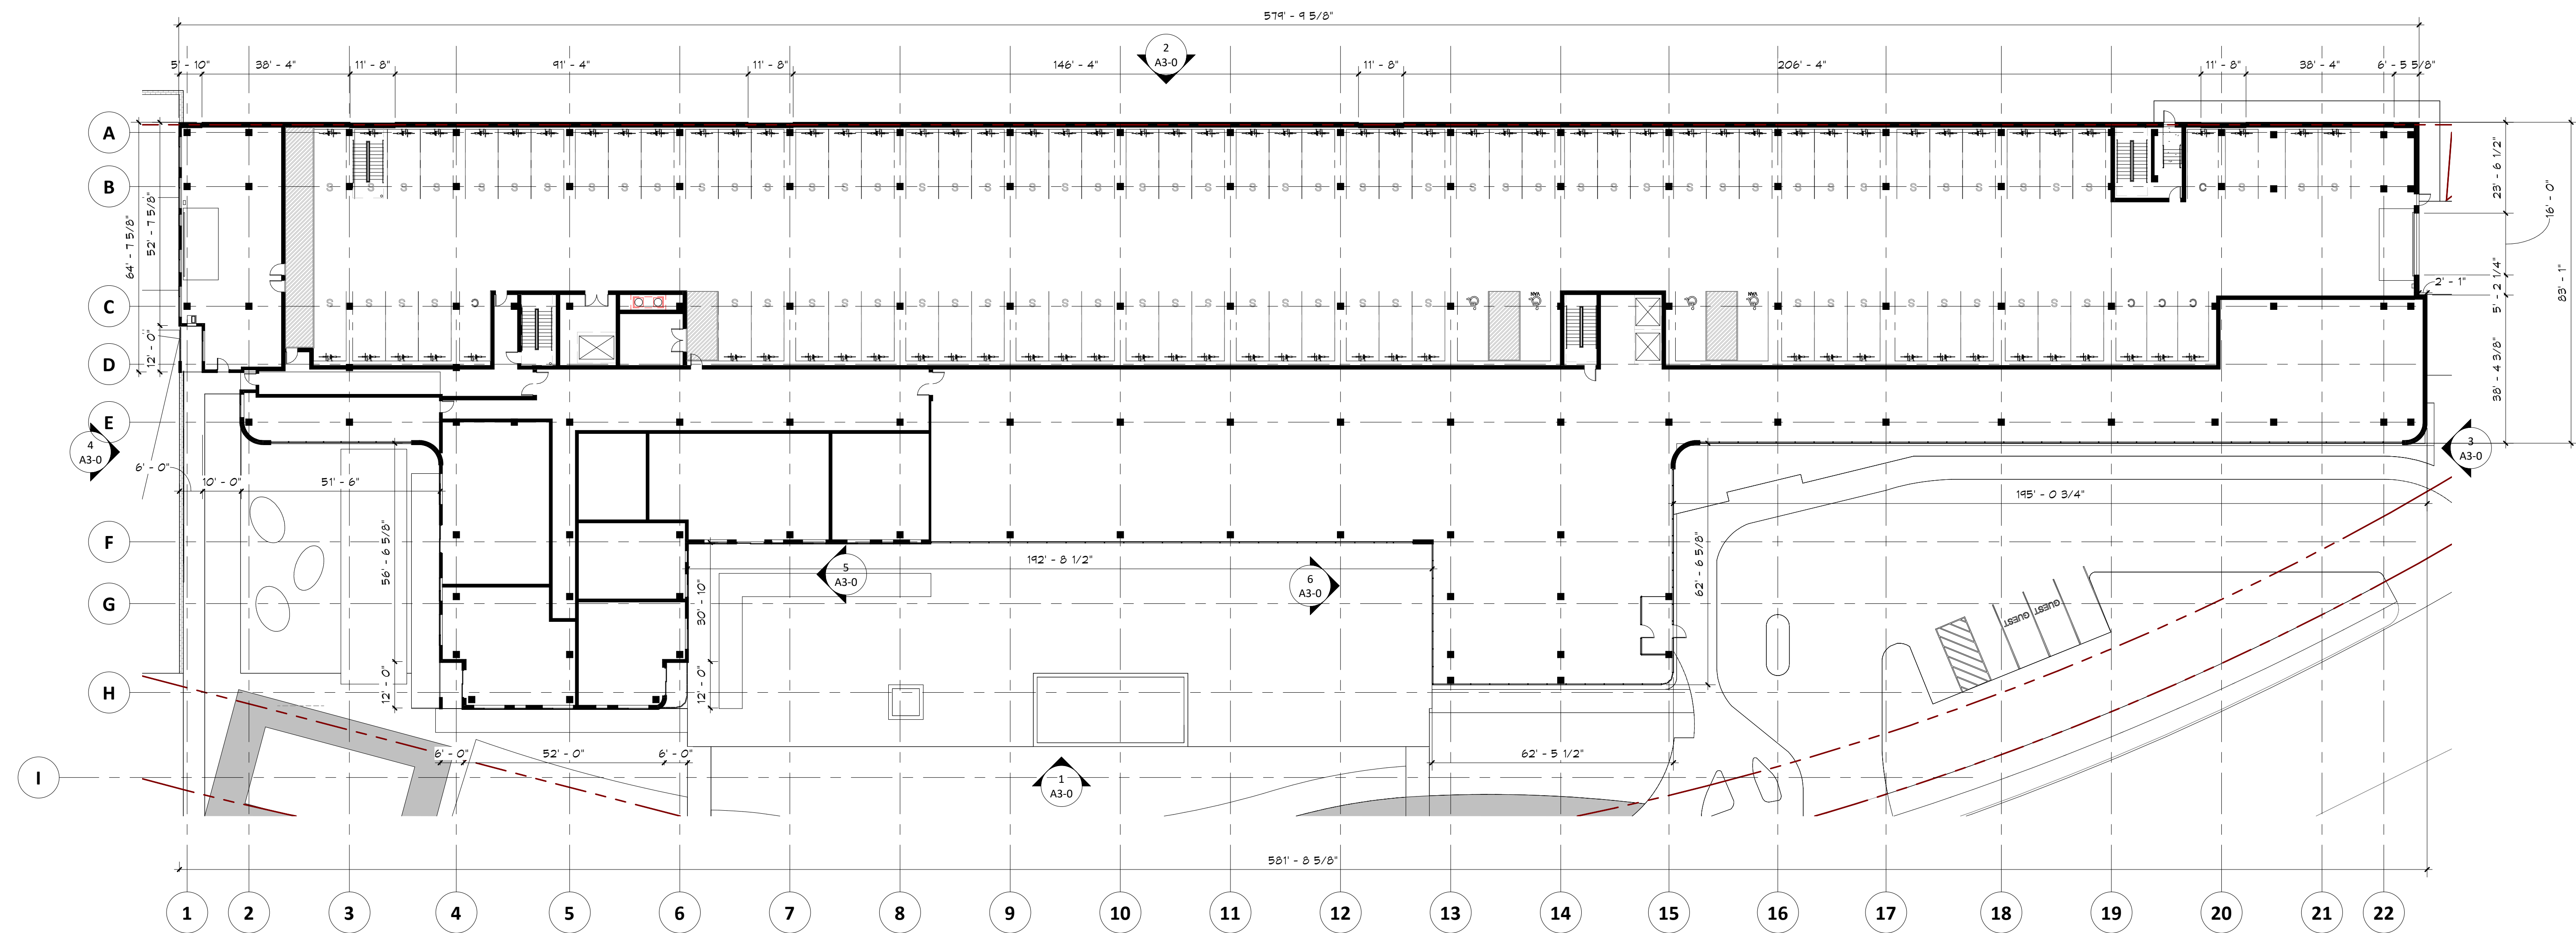 579' - 9 5/8"
2
A3-0
5' - 10"
38' - 4"
11' - 8"
91' - 4"
11' - 8"
146' - 4"
11' - 8"
206' - 4"
11' - 8"
38' - 4"
6' - 5 5/8"
A
B
C
D
E
F
G
H
I
64' - 7 5/8"
52' - 7 5/8"
12' - 0"
23' - 6 1/2"
16' - 0"
5' - 2 1/4"
2' - 1"
83' - 1"
38' - 4 3/8"
S S S S S S S S S S S S S S S S S S S S S S S S S S S S S S S S S S S S S S S S S S S S S S S C S S S
S S S S C S S S S S S S S S S S S S S S S S S S S S S VAN VAN S S S S S S S S S S C C C
4
A3-0
3
A3-0
6' - 0"
10' - 0"
51' - 6"
195' - 0 3/4"
56' - 6 5/8"
12' - 0"
30' - 10"
12' - 0"
192' - 8 1/2"
5
A3-0
6
A3-0
62' - 6 5/8"
GUEST
GUEST
6' - 0"
52' - 0"
6' - 0"
62' - 5 1/2"
1
A3-0
581' - 8 5/8"
1 2 3 4 5 6 7 8 9 10 11 12 13 14 15 16 17 18 19 20 21 22